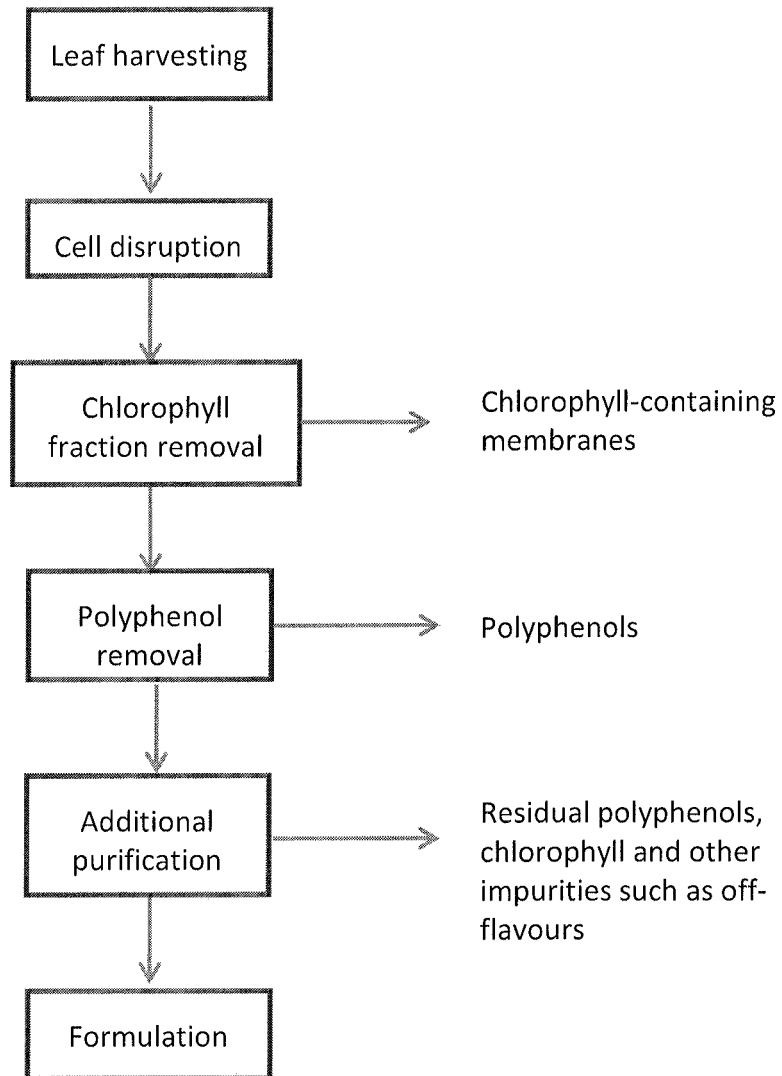 Leaf harvesting
Cell disruption
Chlorophyll
fraction removal
Chlorophyll-containing
membranes
Polyphenol
removal
Polyphenols
Additional
purification
Residual polyphenols,
chlorophyll and other
impurities such as off-
flavours
Formulation